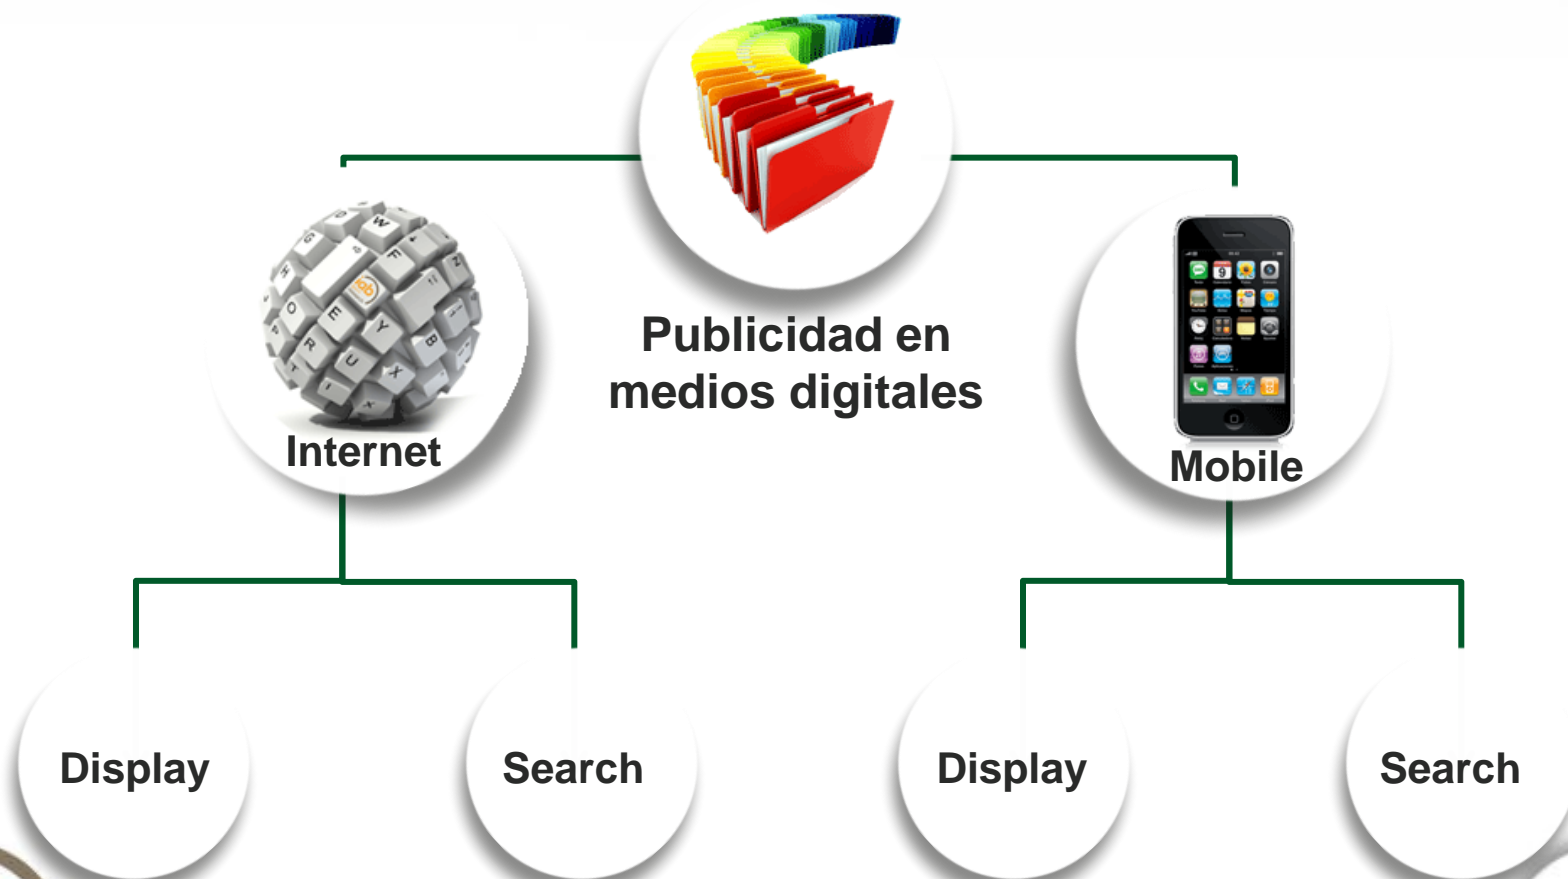 Publicidad en
medios digitales
Internet
Mobile
Display
Search
Display
Search